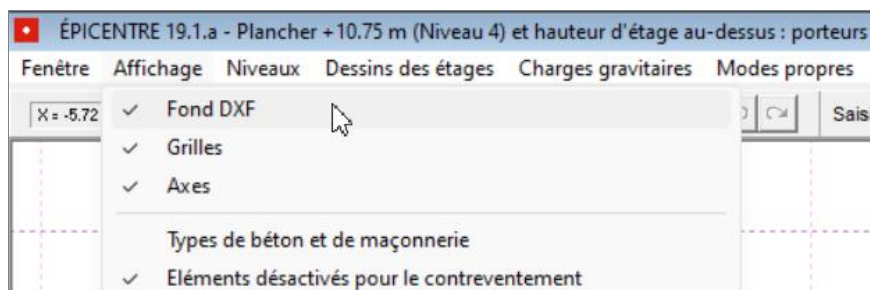 ÉPICENTRE 19.1.a - Plancher +10.75 m (Niveau 4) et hauteur d'étage au-dessus : porteurs
Fenêtre Affichage Niveaux Dessins des étages Charges gravitaires Modes propres
X = -5.72 Sais
Fond DXF
Grilles
Axes
Types de béton et de maçonnerie
Eléments désactivés pour le contreventement